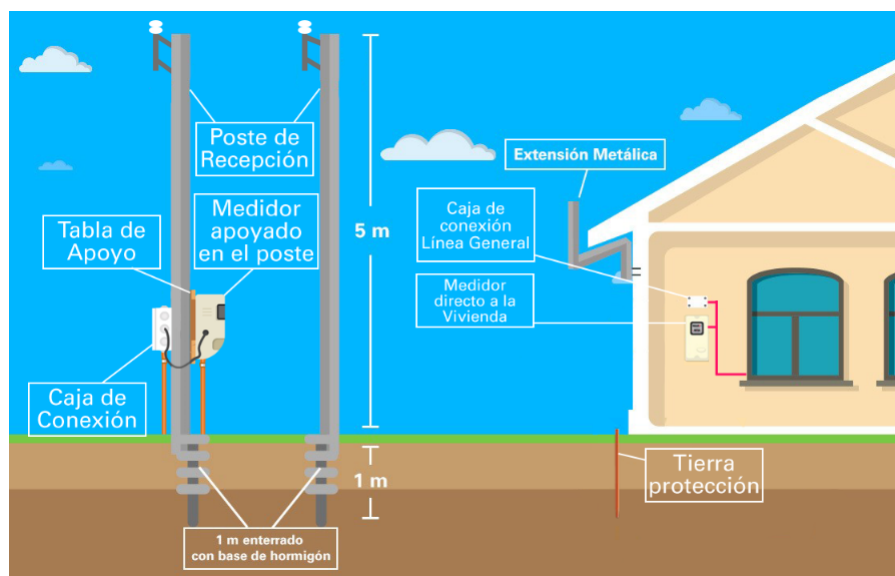 Poste de
Recepción
Extensión Metálica
Tabla de
Apoyo
Medidor
apoyado
en el poste
5 m
Caja de
conexión
Línea General
Medidor
directo a la
Vivienda
Caja de
Conexión
1 m
Tierra
protección
1 m enterrado
con base de hormigón